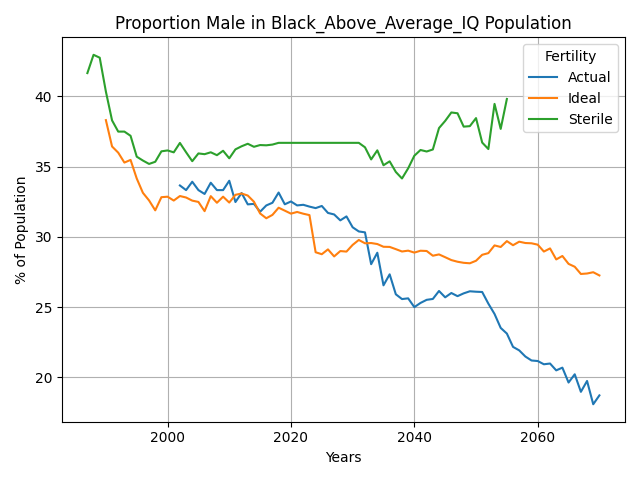 Proportion Male in Black_Above_Average_IQ Population
% of Population
40
35
30
25
20
2000
2020
2040
2060
Years
Fertility
Actual
Ideal
Sterile